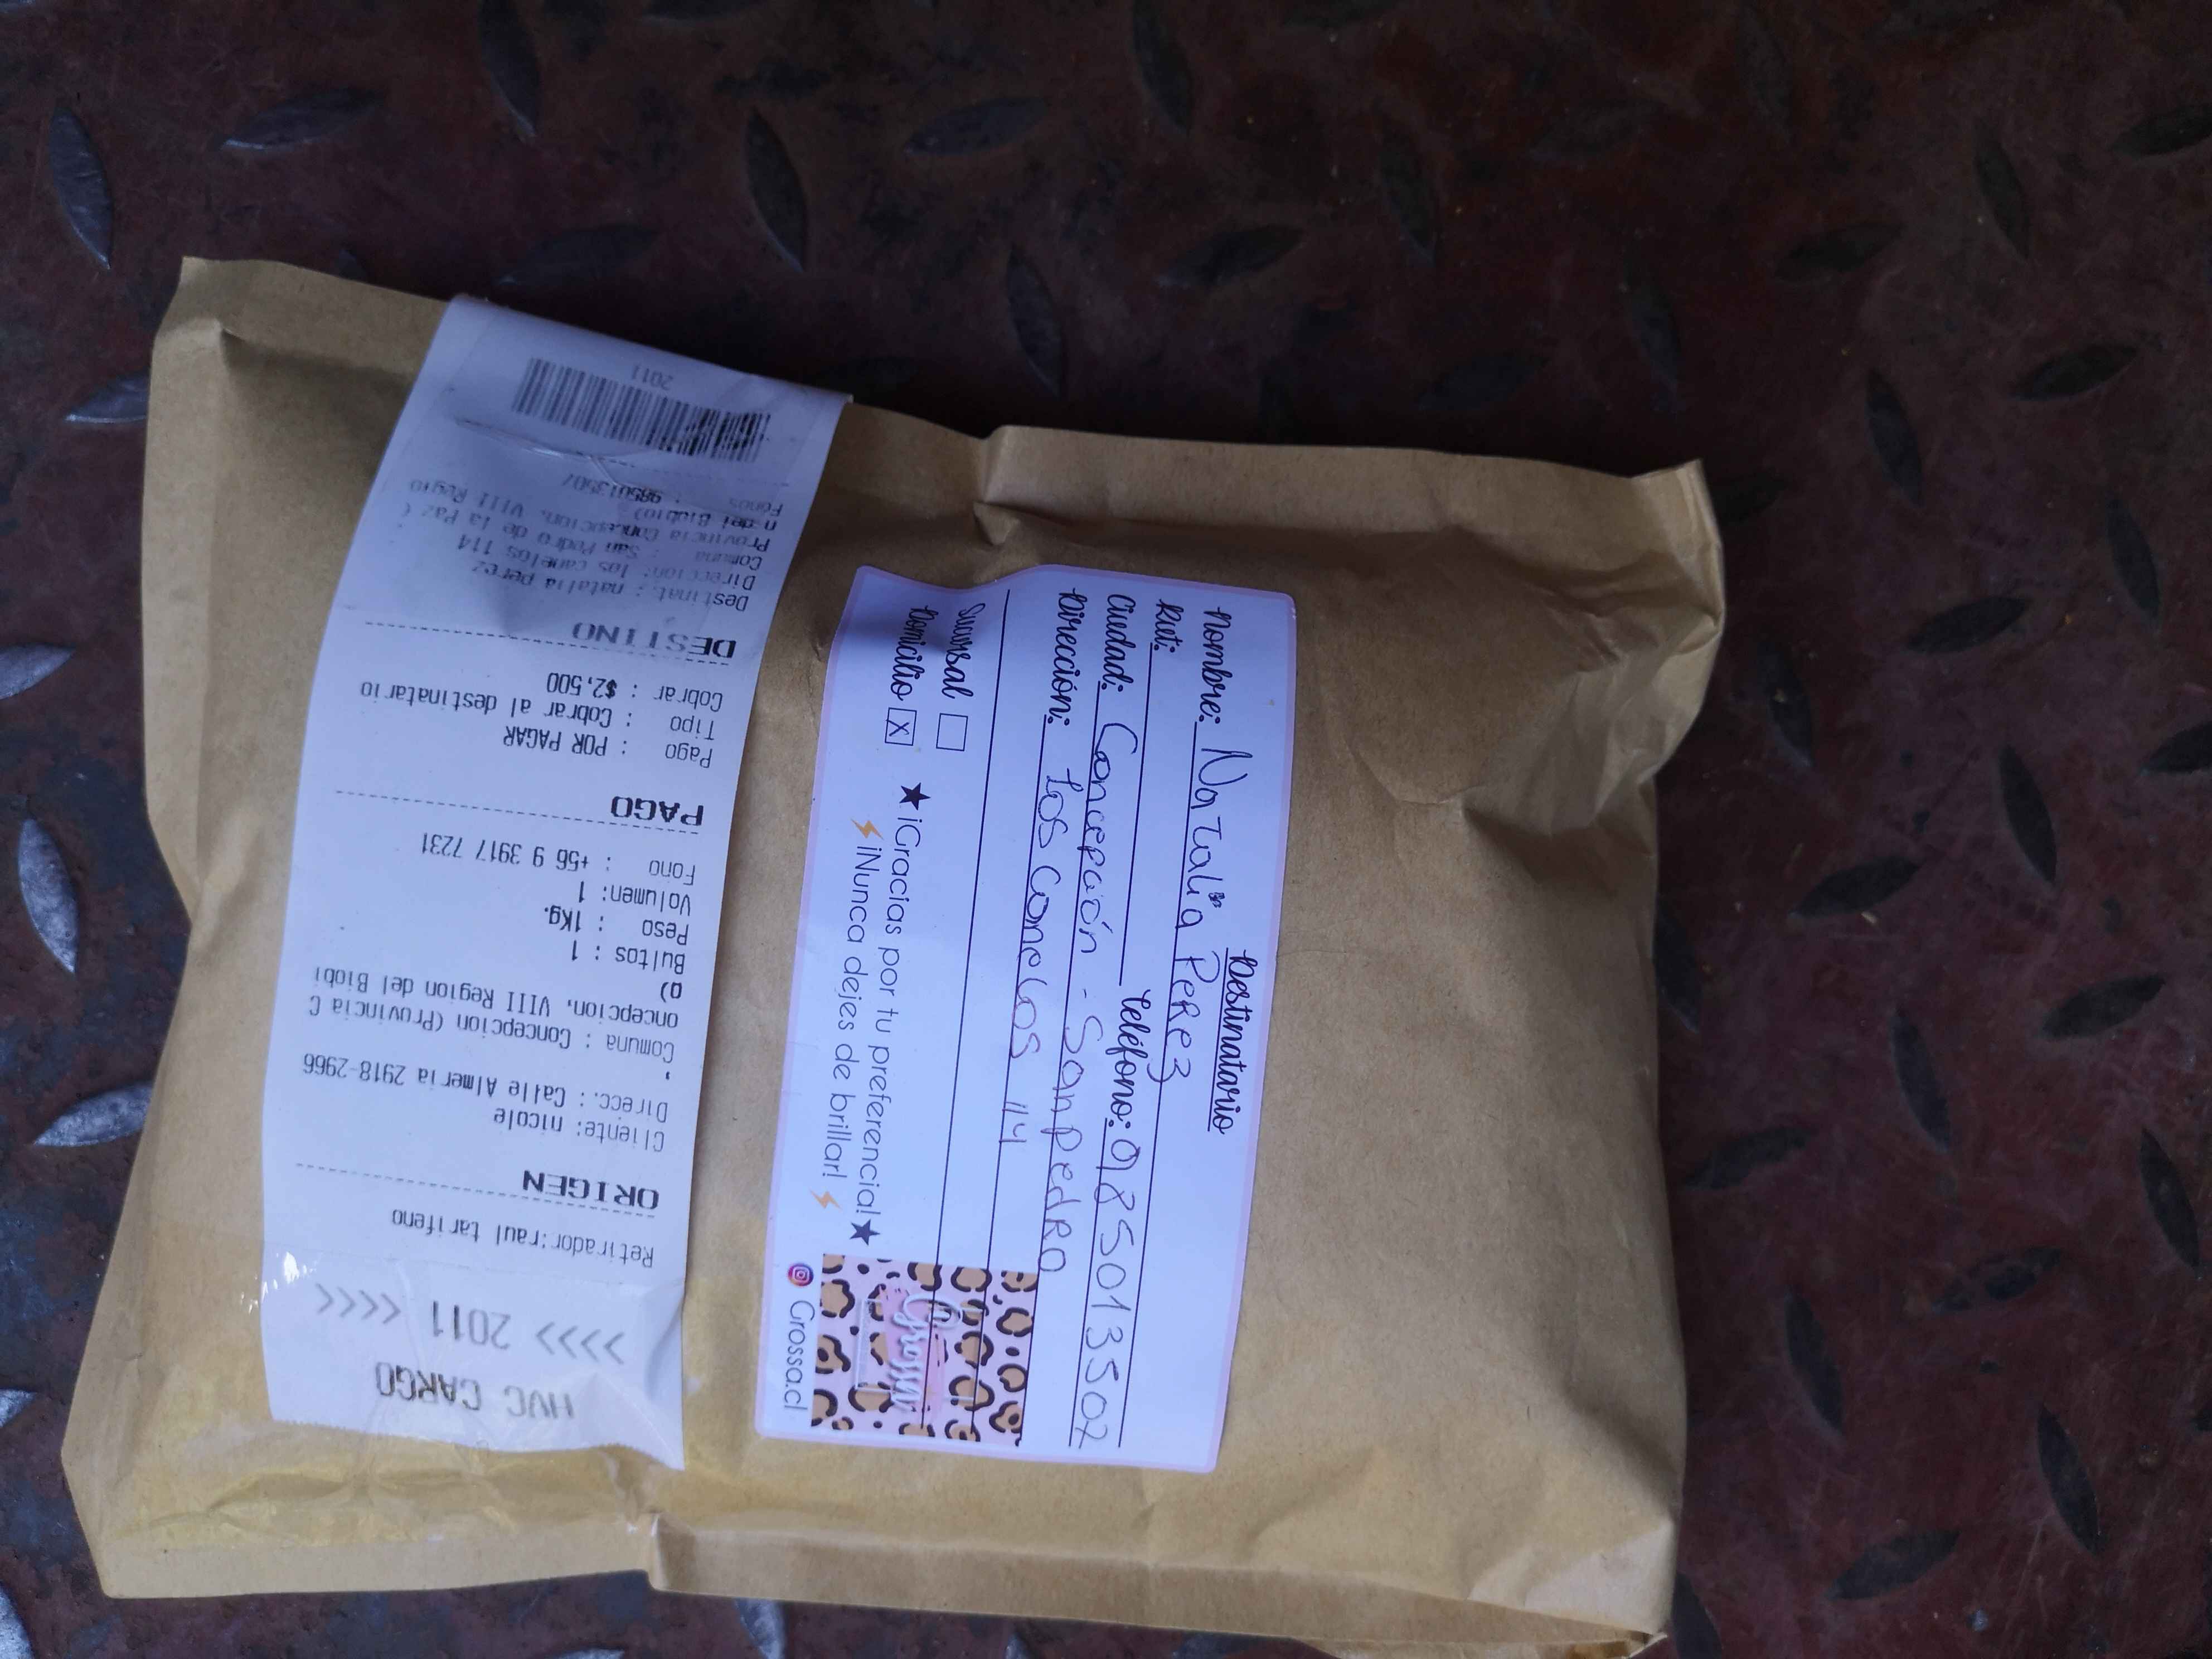 HVC CARGO
>>>> 2011 <<<<
Retirador:raul tarifeno
ORIGEN
Cliente: nicole
Direcc.: Calle Almeria 2918-2966
,
Comuna : Concepcion (Provincia C
oncepcion, VIII Region del Biobi
o)
Bultos : 1
Peso : 1Kg.
Volumen: 1
Fono : +56 9 3917 7231
PAGO
Pago : POR PAGAR
Tipo : Cobrar al destinatario
Cobrar : $2,500
DESTINO
Destinat.: natalia perez
Direccion: los canelos 114
Comuna : San Pedro de la Paz (
Provincia Concepcion, VIII Regio
n del Biobio)
Fonos : 985013507
2011
Destinatario
Nombre: Natalia Perez
Rut: Teléfono: 985013507
Ciudad: Concepción - San Pedro
Dirección: Los Canelos 114
Sucursal
Domicilio X
★¡Gracias por tu preferencia!★
⚡¡Nunca dejes de brillar!⚡
Grossa
Grossa.cl